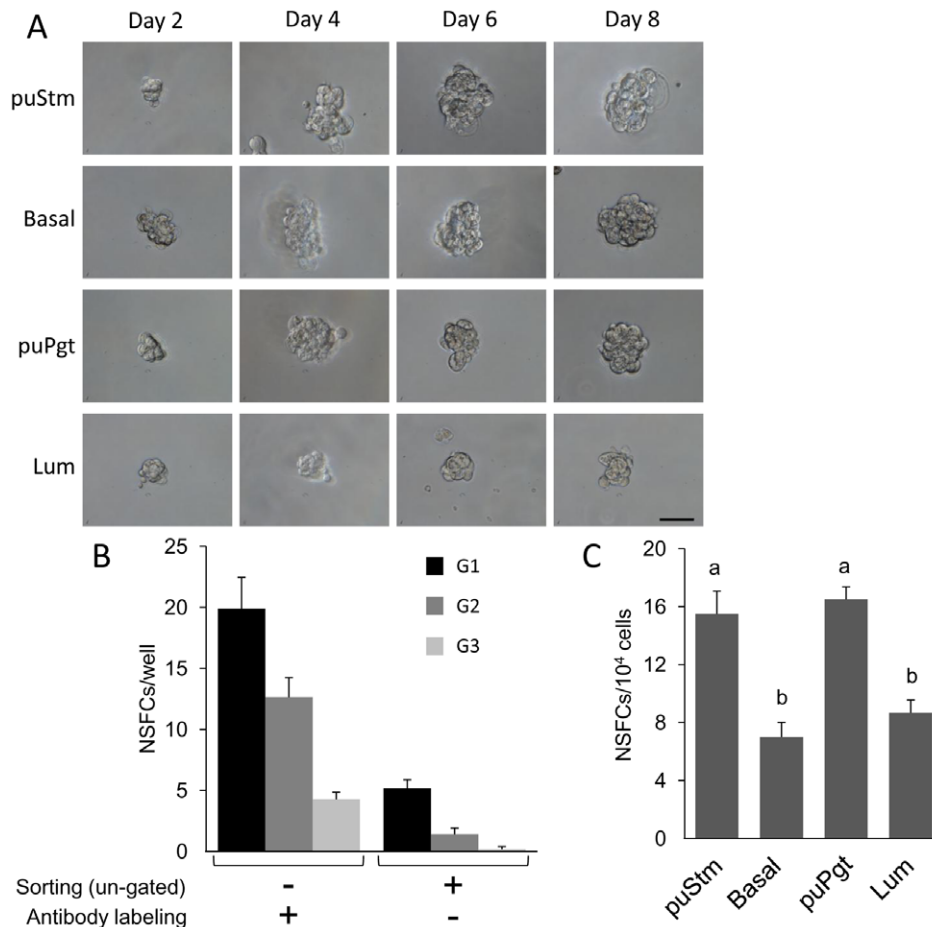 A
Day 2 Day 4 Day 6 Day 8
puStm
Basal
puPgt
Lum
B
NSFCs/well
25
20
15
10
5
0
G1
G2
G3
Sorting (un-gated) - +
Antibody labeling + -
C
NSFCs/10⁴ cells
20
16
12
8
4
0
a b a b
puStm Basal puPgt Lum